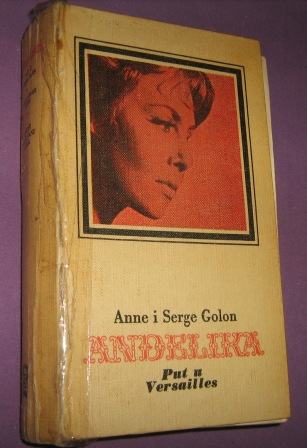 Anne i Serge Golon
ANĐELIKA
Put u
Versailles